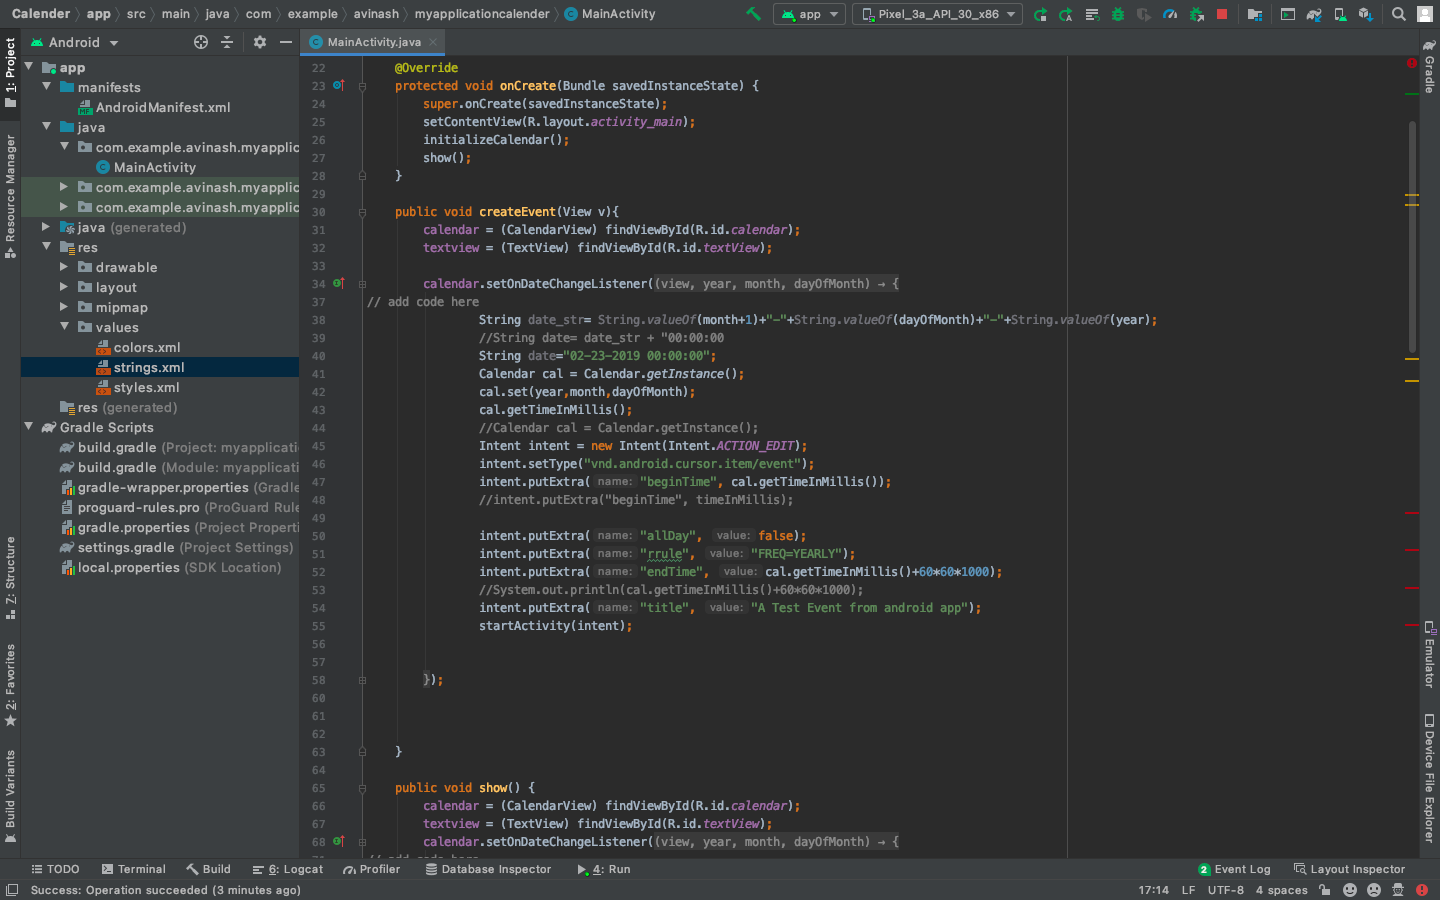 Calender app src main java com example avinash myapplicationcalender MainActivity app Pixel_3a_API_30_x86
Android
MainActivity.java
1: Project
Resource Manager
Z: Structure
2: Favorites
Build Variants
app
manifests
AndroidManifest.xml
java
com.example.avinash.myapplic
MainActivity
com.example.avinash.myapplic
com.example.avinash.myapplic
java (generated)
res
drawable
layout
mipmap
values
colors.xml
strings.xml
styles.xml
res (generated)
Gradle Scripts
build.gradle (Project: myapplicati
build.gradle (Module: myapplicati
gradle-wrapper.properties (Gradle
proguard-rules.pro (ProGuard Rule
gradle.properties (Project Properti
settings.gradle (Project Settings)
local.properties (SDK Location)
22 @Override
23 protected void onCreate(Bundle savedInstanceState) {
24 super.onCreate(savedInstanceState);
25 setContentView(R.layout.activity_main);
26 initializeCalendar();
27 show();
28 }
29
30 public void createEvent(View v){
31 calendar = (CalendarView) findViewById(R.id.calendar);
32 textview = (TextView) findViewById(R.id.textView);
33
34 calendar.setOnDateChangeListener((view, year, month, dayOfMonth) → {
37 // add code here
38 String date_str= String.valueOf(month+1)+"-"+String.valueOf(dayOfMonth)+"-"+String.valueOf(year);
39 //String date= date_str + "00:00:00
40 String date="02-23-2019 00:00:00";
41 Calendar cal = Calendar.getInstance();
42 cal.set(year,month,dayOfMonth);
43 cal.getTimeInMillis();
44 //Calendar cal = Calendar.getInstance();
45 Intent intent = new Intent(Intent.ACTION_EDIT);
46 intent.setType("vnd.android.cursor.item/event");
47 intent.putExtra( name: "beginTime", cal.getTimeInMillis());
48 //intent.putExtra("beginTime", timeInMillis);
49
50 intent.putExtra( name: "allDay", value: false);
51 intent.putExtra( name: "rrule", value: "FREQ=YEARLY");
52 intent.putExtra( name: "endTime", value: cal.getTimeInMillis()+60*60*1000);
53 //System.out.println(cal.getTimeInMillis()+60*60*1000);
54 intent.putExtra( name: "title", value: "A Test Event from android app");
55 startActivity(intent);
56
57
58 });
60
61
62
63 }
64
65 public void show() {
66 calendar = (CalendarView) findViewById(R.id.calendar);
67 textview = (TextView) findViewById(R.id.textView);
68 calendar.setOnDateChangeListener((view, year, month, dayOfMonth) → {
// add code here
Gradle
Emulator
Device File Explorer
TODO Terminal Build 6: Logcat Profiler Database Inspector 4: Run 2 Event Log Layout Inspector
Success: Operation succeeded (3 minutes ago) 17:14 LF UTF-8 4 spaces